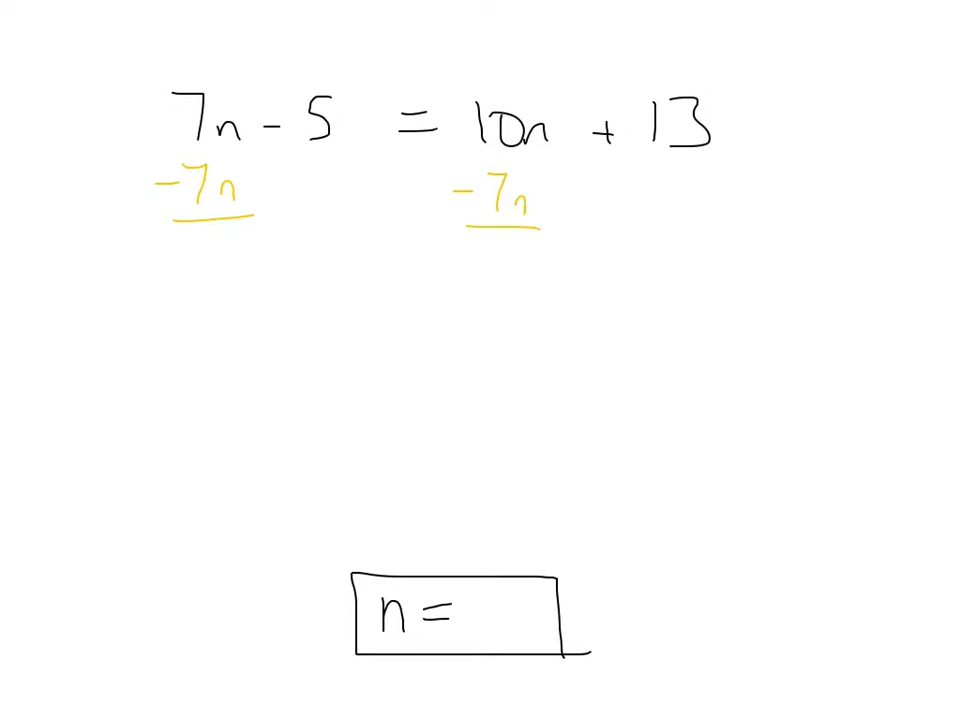 7n - 5 = 10n + 13
-7n -7n
n =